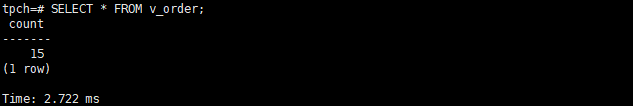 tpch=# SELECT * FROM v_order;
 count
-------
    15
(1 row)

Time: 2.722 ms